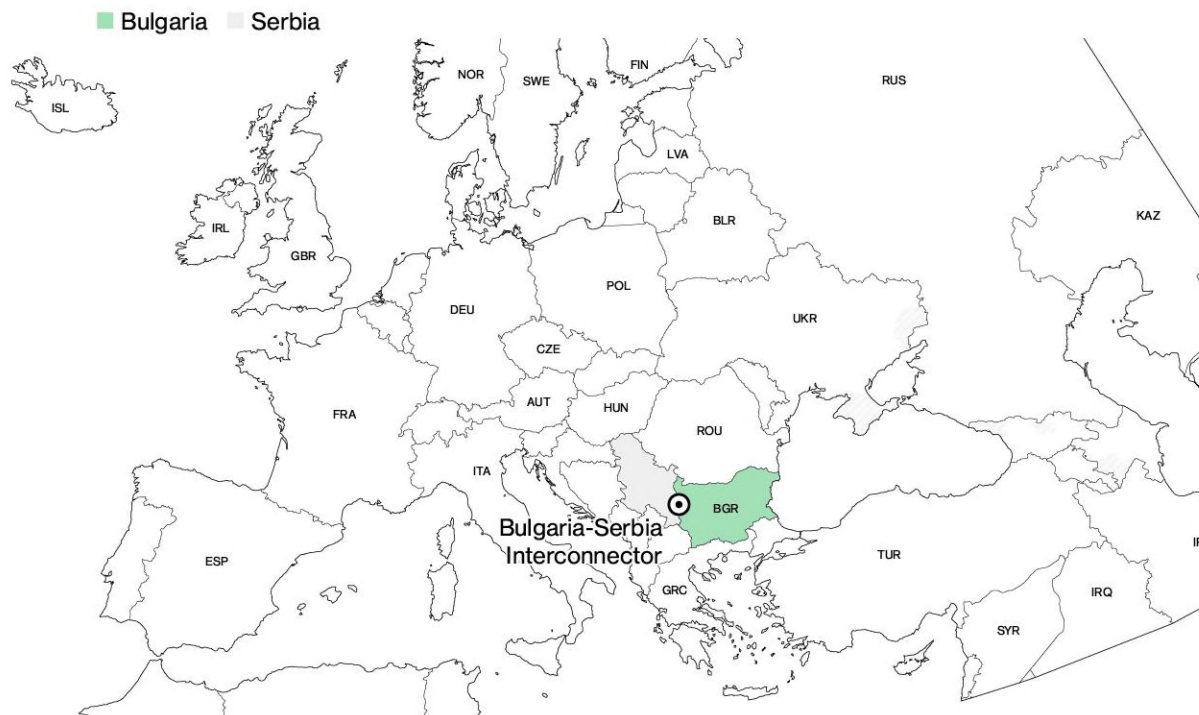 Bulgaria Serbia
ISL
NOR
SWE
FIN
RUS
LVA
IRL
GBR
BLR
KAZ
DEU
POL
UKR
CZE
FRA
AUT
HUN
ROU
ITA
BGR
Bulgaria-Serbia
Interconnector
ESP
TUR
GRC
IRQ
SYR